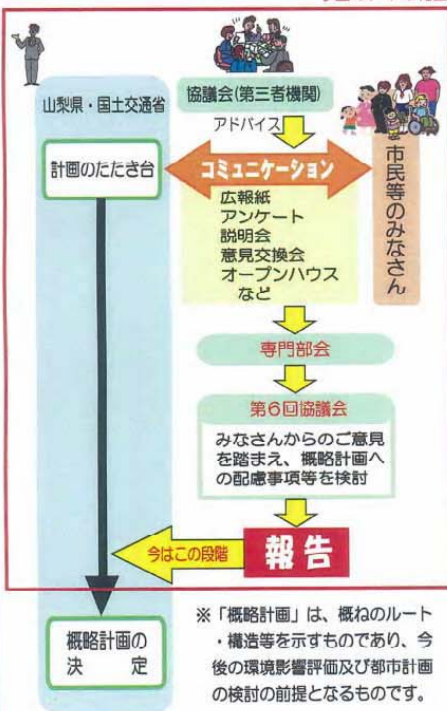 山梨県・国土交通省
協議会(第三者機関)
アドバイス
計画のたたき台
コミュニケーション
市民等のみなさん
広報紙
アンケート
説明会
意見交換会
オープンハウス
など
専門部会
第6回協議会
みなさんからのご意見
を踏まえ、概略計画へ
の配慮事項等を検討
今はこの段階
報告
概略計画の
決 定
※「概略計画」は、概ねのルート
・構造等を示すものであり、今
後の環境影響評価及び都市計画
の検討の前提となるものです。